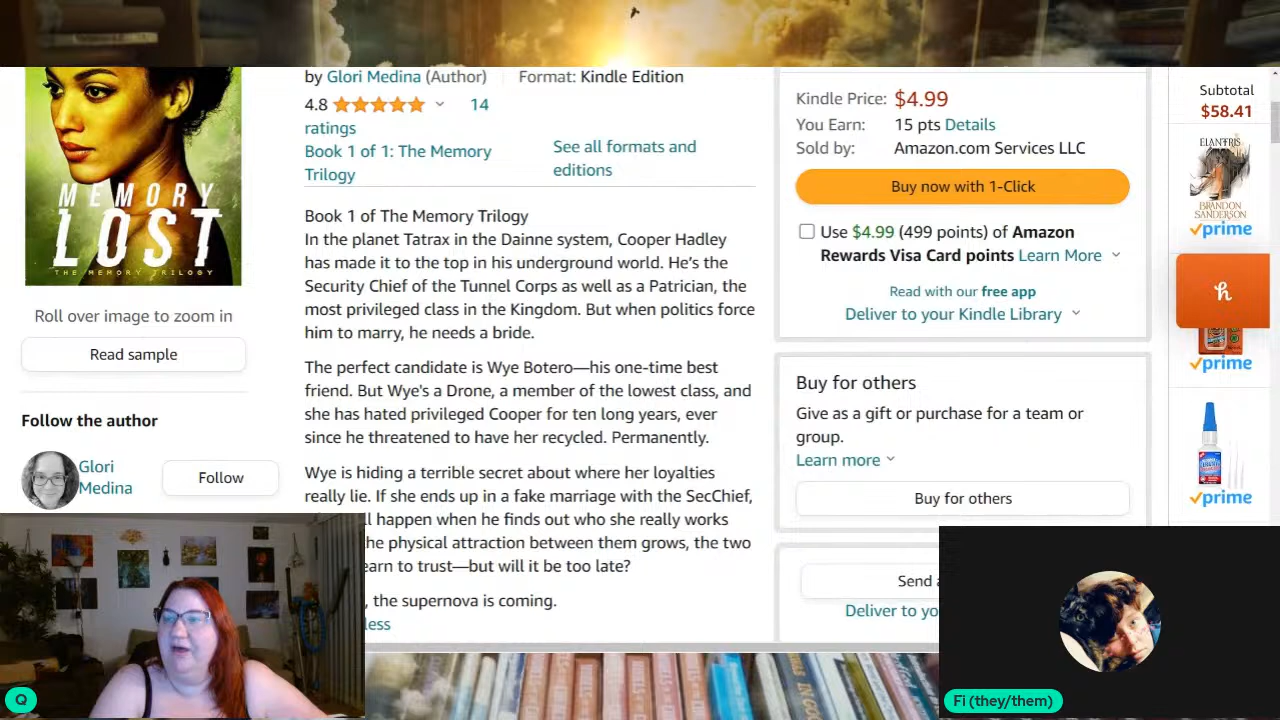 by Glori Medina (Author) Format: Kindle Edition
4.8 14
ratings
Book 1 of 1: The Memory
Trilogy
See all formats and
editions
MEMORY
LOST
THE MEMORY TRILOGY
Roll over image to zoom in
Read sample
Follow the author
Glori
Medina
Follow
Book 1 of The Memory Trilogy
In the planet Tatrax in the Dainne system, Cooper Hadley
has made it to the top in his underground world. He's the
Security Chief of the Tunnel Corps as well as a Patrician, the
most privileged class in the Kingdom. But when politics force
him to marry, he needs a bride.
The perfect candidate is Wye Botero—his one-time best
friend. But Wye's a Drone, a member of the lowest class, and
she has hated privileged Cooper for ten long years, ever
since he threatened to have her recycled. Permanently.
Wye is hiding a terrible secret about where her loyalties
really lie. If she ends up in a fake marriage with the SecChief,
ll happen when he finds out who she really works
he physical attraction between them grows, the two
earn to trust—but will it be too late?
, the supernova is coming.
less
Kindle Price: $4.99
You Earn: 15 pts Details
Sold by: Amazon.com Services LLC
Buy now with 1-Click
Use $4.99 (499 points) of Amazon
Rewards Visa Card points Learn More
Read with our free app
Deliver to your Kindle Library
Buy for others
Give as a gift or purchase for a team or
group.
Learn more
Buy for others
Send a
Deliver to yo
Subtotal
$58.41
ELANTRIS
BRANDON
SANDERSON
prime
h
prime
prime
Q
Fi (they/them)